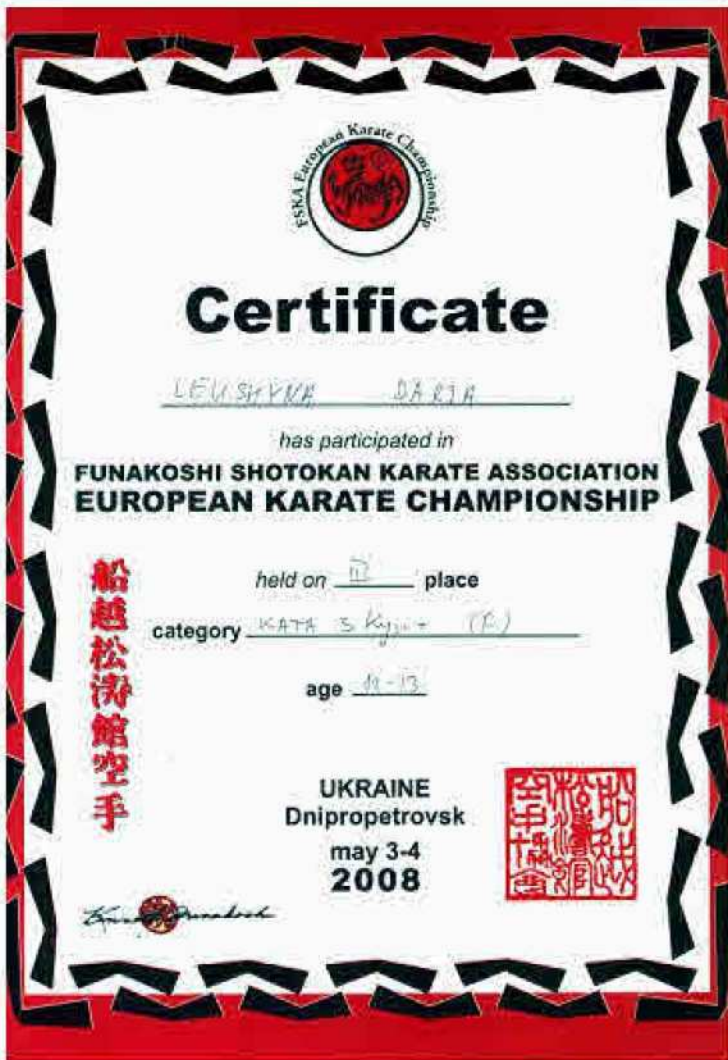 FSKA European Karate Championship
Certificate
LEUSHYNA DARIA
has participated in
FUNAKOSHI SHOTOKAN KARATE ASSOCIATION
EUROPEAN KARATE CHAMPIONSHIP
held on III place
category KATA 3 Kyu + (F)
age 11-13
船越松濤館空手
UKRAINE
Dnipropetrovsk
may 3-4
2008